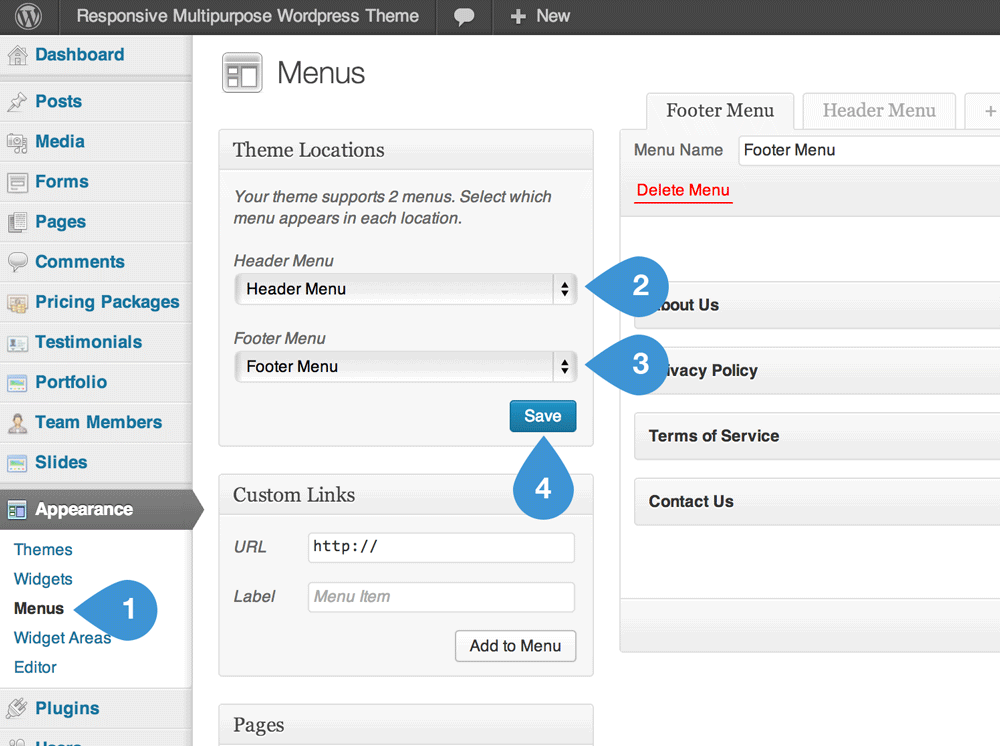 Responsive Multipurpose Wordpress Theme
New
Dashboard
Posts
Media
Forms
Pages
Comments
Pricing Packages
Testimonials
Portfolio
Team Members
Slides
Appearance
Themes
Widgets
Menus
1
Widget Areas
Editor
Plugins
Users
Menus
Theme Locations
Your theme supports 2 menus. Select which
menu appears in each location.
Header Menu
Header Menu
2
Footer Menu
Footer Menu
3
Save
4
Custom Links
URL http://
Label Menu Item
Add to Menu
Pages
Footer Menu Header Menu +
Menu Name Footer Menu
Delete Menu
bout Us
ivacy Policy
Terms of Service
Contact Us